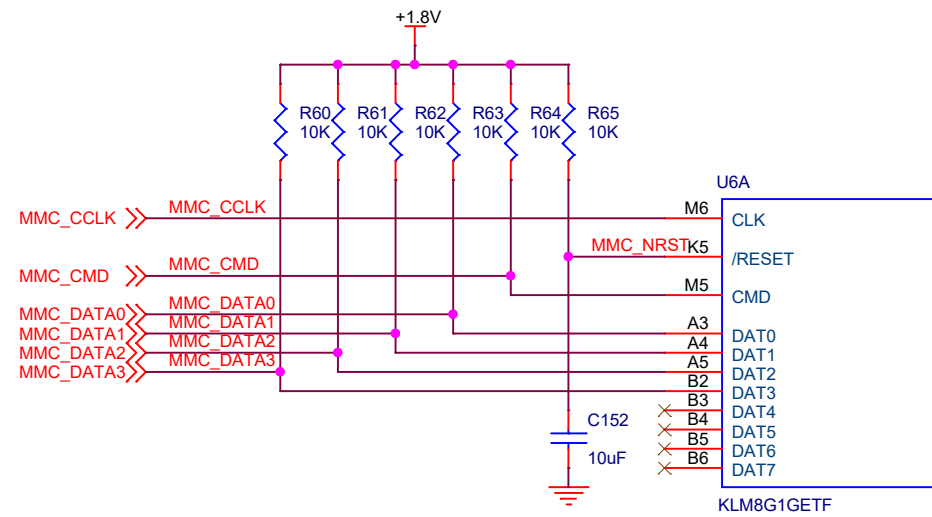 +1.8V
R60
10K
R61
10K
R62
10K
R63
10K
R64
10K
R65
10K
U6A
MMC_CCLK
MMC_CCLK
M6
CLK
MMC_NRST
K5
/RESET
MMC_CMD
MMC_CMD
M5
CMD
MMC_DATA0
MMC_DATA0
MMC_DATA1
MMC_DATA1
MMC_DATA2
MMC_DATA2
MMC_DATA3
MMC_DATA3
A3
DAT0
A4
DAT1
A5
DAT2
B2
DAT3
B3
DAT4
B4
DAT5
B5
DAT6
B6
DAT7
C152
10uF
KLM8G1GETF